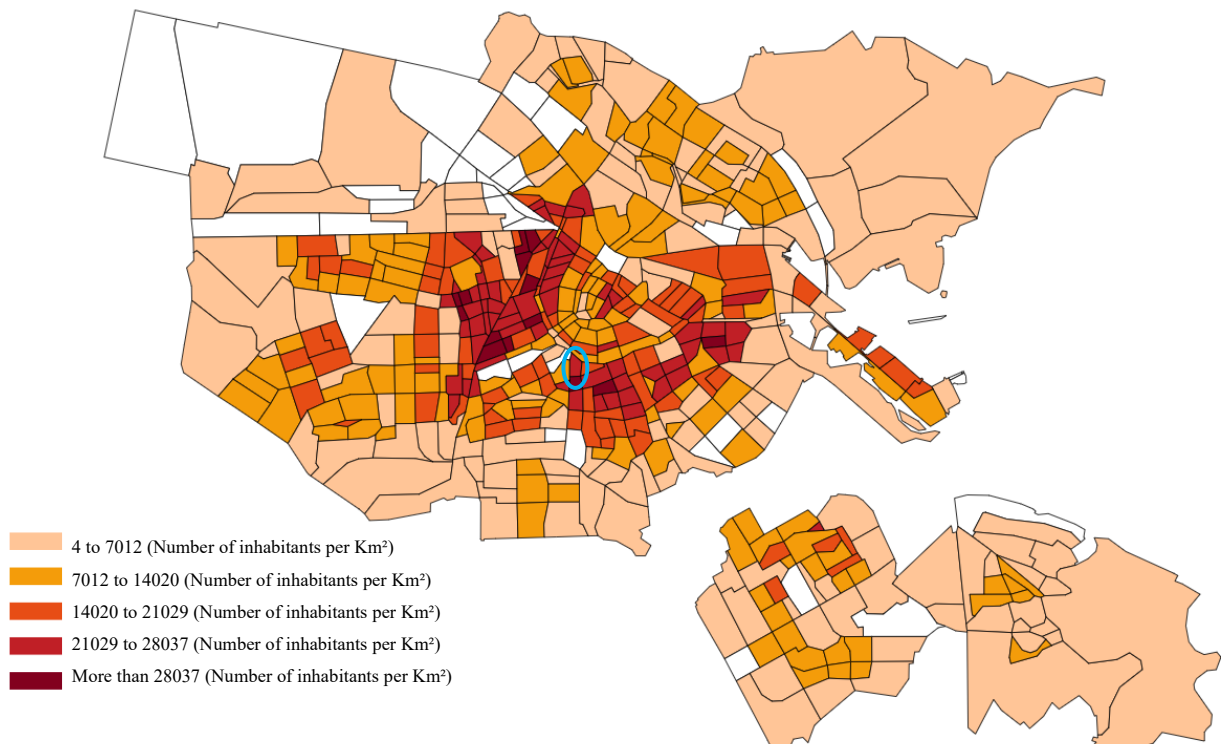 4 to 7012 (Number of inhabitants per Km²)
7012 to 14020 (Number of inhabitants per Km²)
14020 to 21029 (Number of inhabitants per Km²)
21029 to 28037 (Number of inhabitants per Km²)
More than 28037 (Number of inhabitants per Km²)